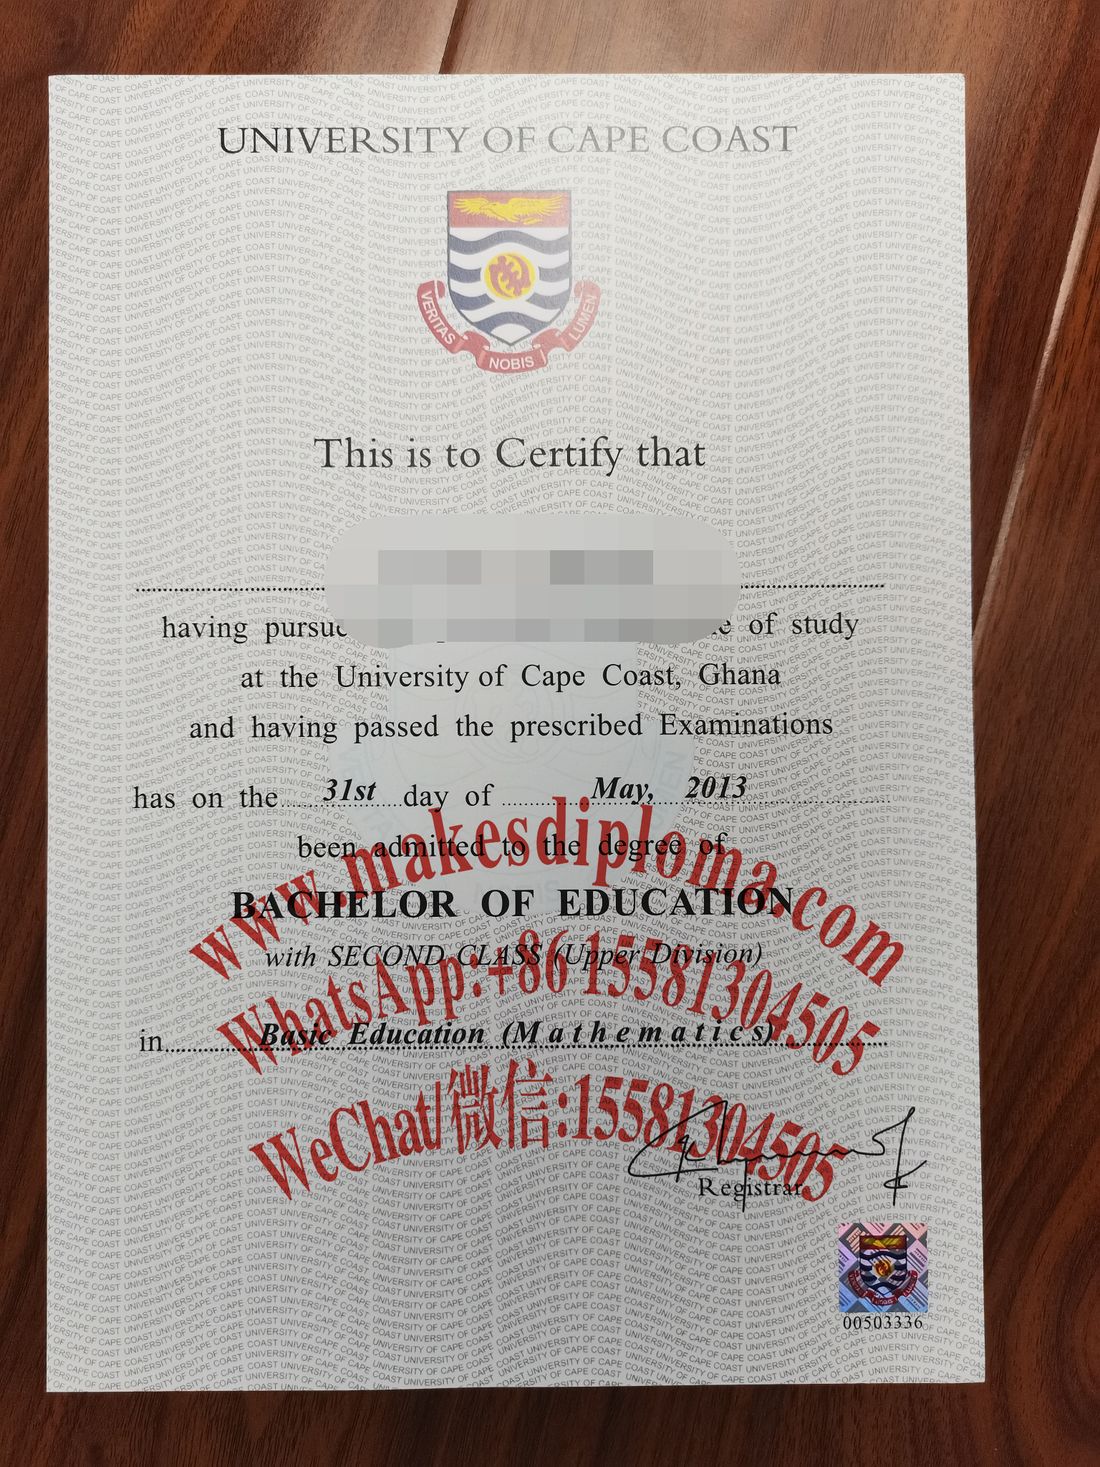 UNIVERSITY OF CAPE COAST
VERITAS NOBIS LUMEN
This is to Certify that
having of study
at the University of Cape Coast, Ghana
and having passed the prescribed Examinations
has on the 31st day of May, 2013
been admitted to the degree of
www.makesdiploma.com
BACHELOR OF EDUCATION
with SECOND CLASS (Upper Division)
WhatsApp:+86 15581304505
in Basic Education (Mathematics)
WeChat/微信:15581304505
Registrar
00503336